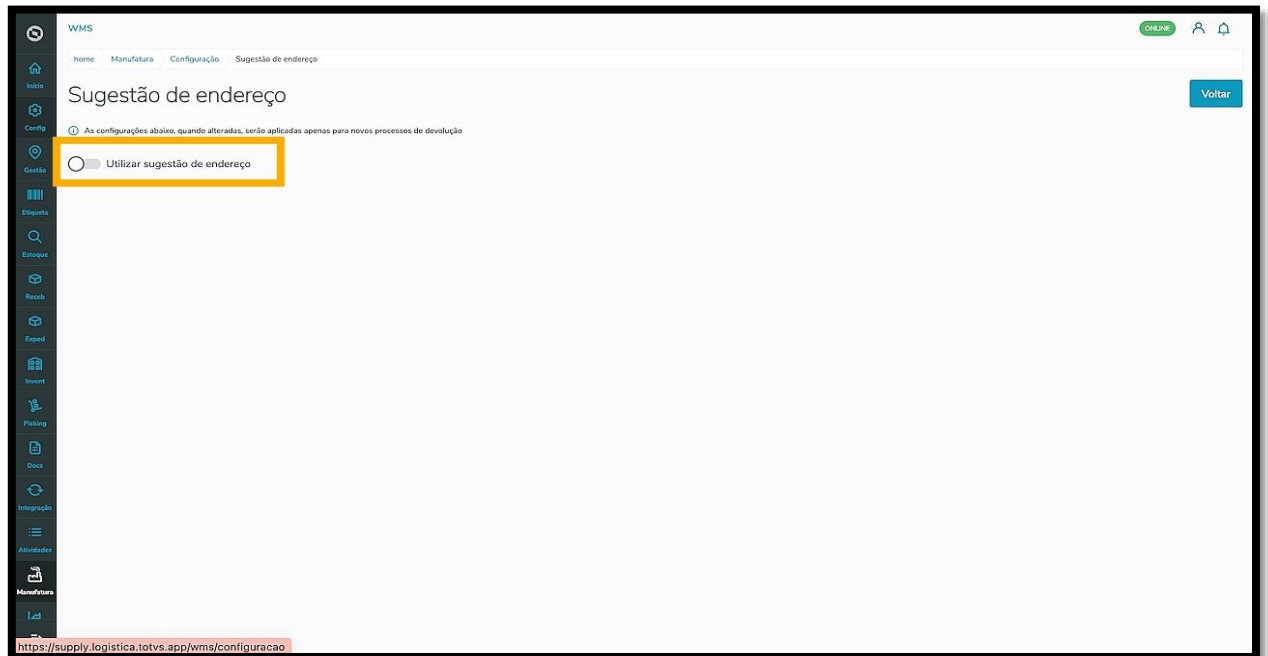 WMS
ONLINE
home Manufatura Configuração Sugestão de endereço
Sugestão de endereço
Voltar
As configurações abaixo, quando alteradas, serão aplicadas apenas para novos processos de devolução
Utilizar sugestão de endereço
Início
Config
Gestão
Etiqueta
Estoque
Receb
Exped
Invent
Picking
Docs
Integração
Atividades
Manufatura
https://supply.logistica.totvs.app/wms/configuracao